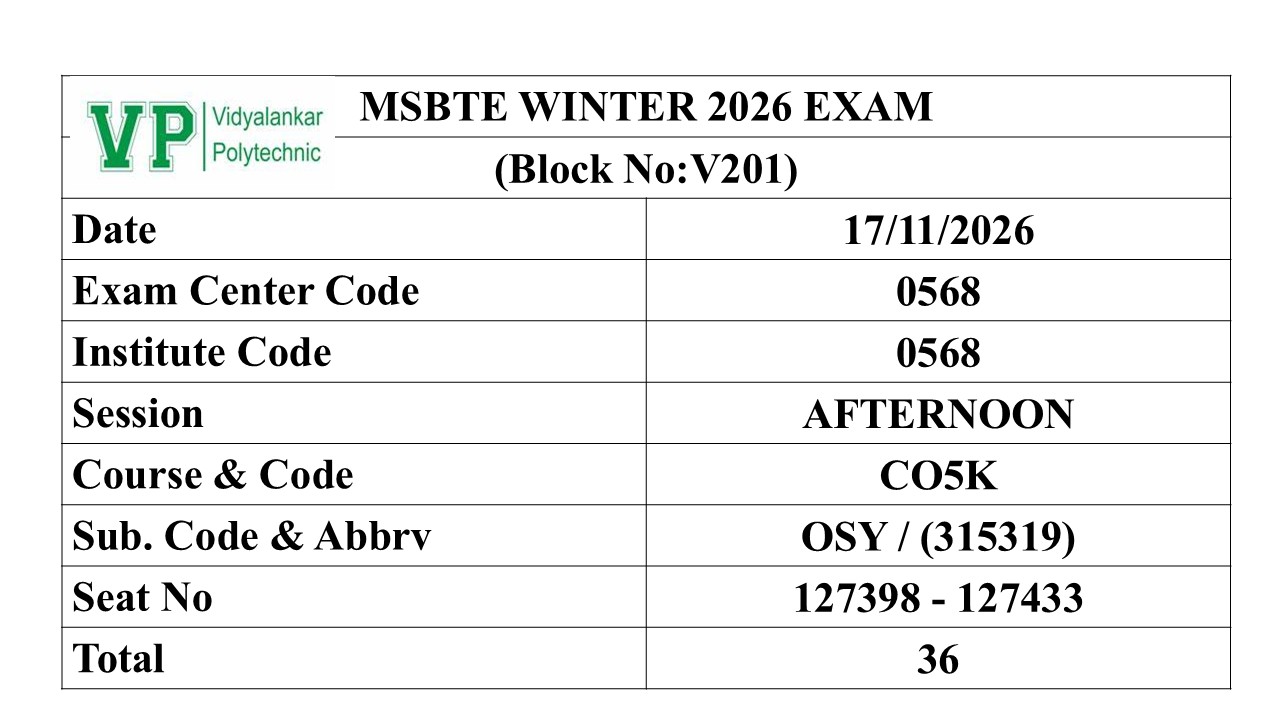 VP Vidyalankar
Polytechnic
MSBTE WINTER 2026 EXAM
(Block No:V201)
Date 17/11/2026
Exam Center Code 0568
Institute Code 0568
Session AFTERNOON
Course & Code CO5K
Sub. Code & Abbrv OSY / (315319)
Seat No 127398 - 127433
Total 36